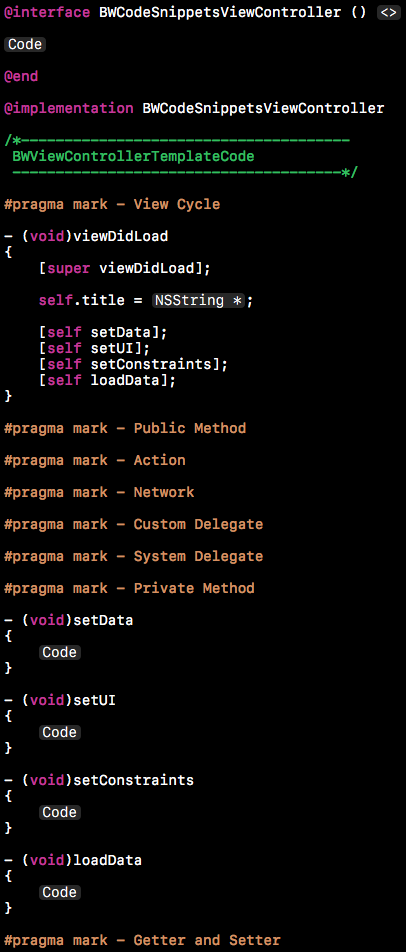 @interface BWCodeSnippetsViewController () <>
Code
@end
@implementation BWCodeSnippetsViewController
/*--------------------------------------
BWViewControllerTemplateCode
--------------------------------------*/
#pragma mark - View Cycle
- (void)viewDidLoad
{
[super viewDidLoad];
self.title = NSString *;
[self setData];
[self setUI];
[self setConstraints];
[self loadData];
}
#pragma mark - Public Method
#pragma mark - Action
#pragma mark - Network
#pragma mark - Custom Delegate
#pragma mark - System Delegate
#pragma mark - Private Method
- (void)setData
{
Code
}
- (void)setUI
{
Code
}
- (void)setConstraints
{
Code
}
- (void)loadData
{
Code
}
#pragma mark - Getter and Setter